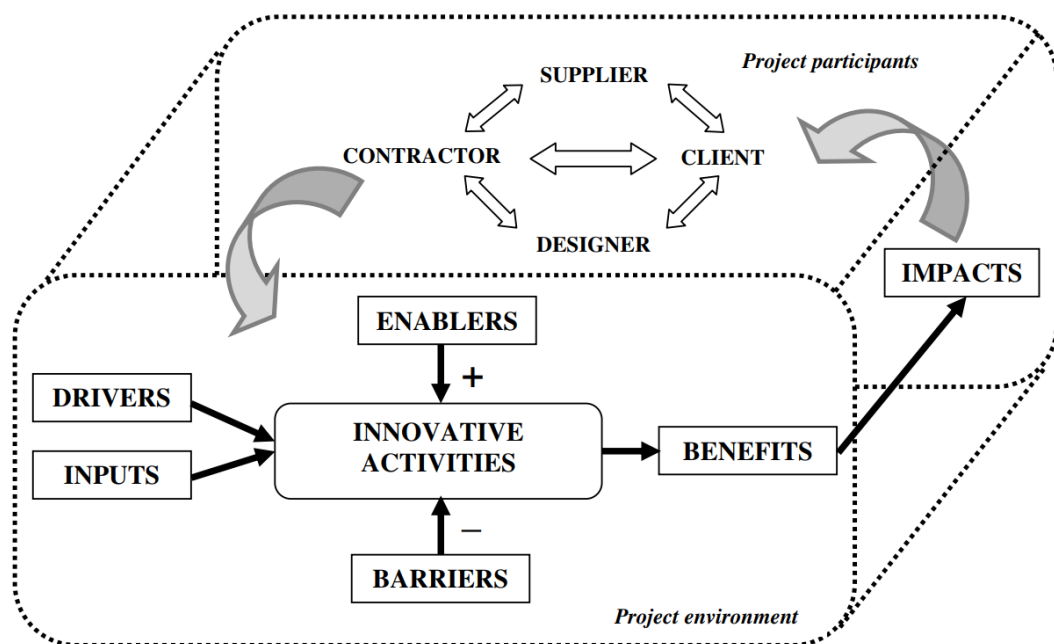 Project participants
SUPPLIER
CONTRACTOR
CLIENT
DESIGNER
IMPACTS
ENABLERS
+
DRIVERS
INNOVATIVE
ACTIVITIES
BENEFITS
INPUTS
–
BARRIERS
Project environment